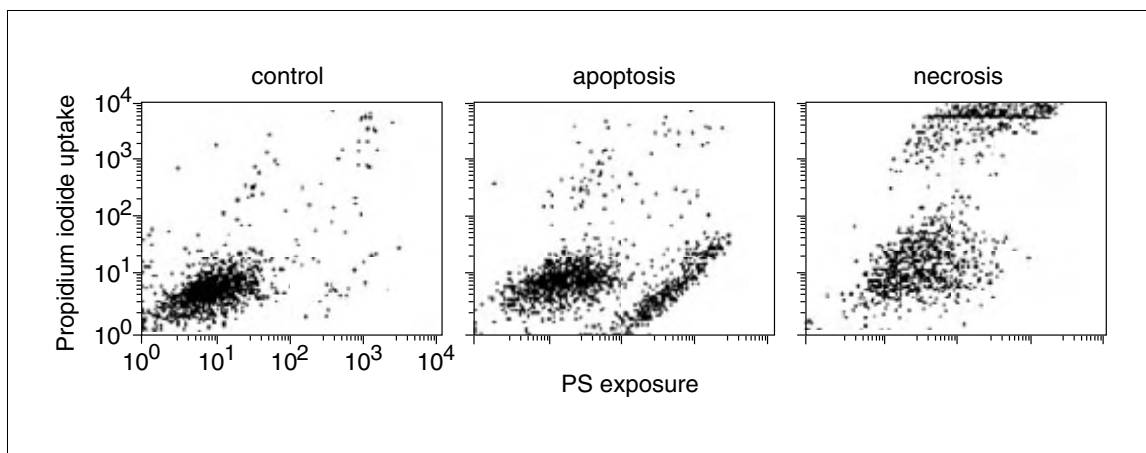 control
apoptosis
necrosis
Propidium iodide uptake
10⁴
10³
10²
10¹
10⁰
10⁰ 10¹ 10² 10³ 10⁴
PS exposure